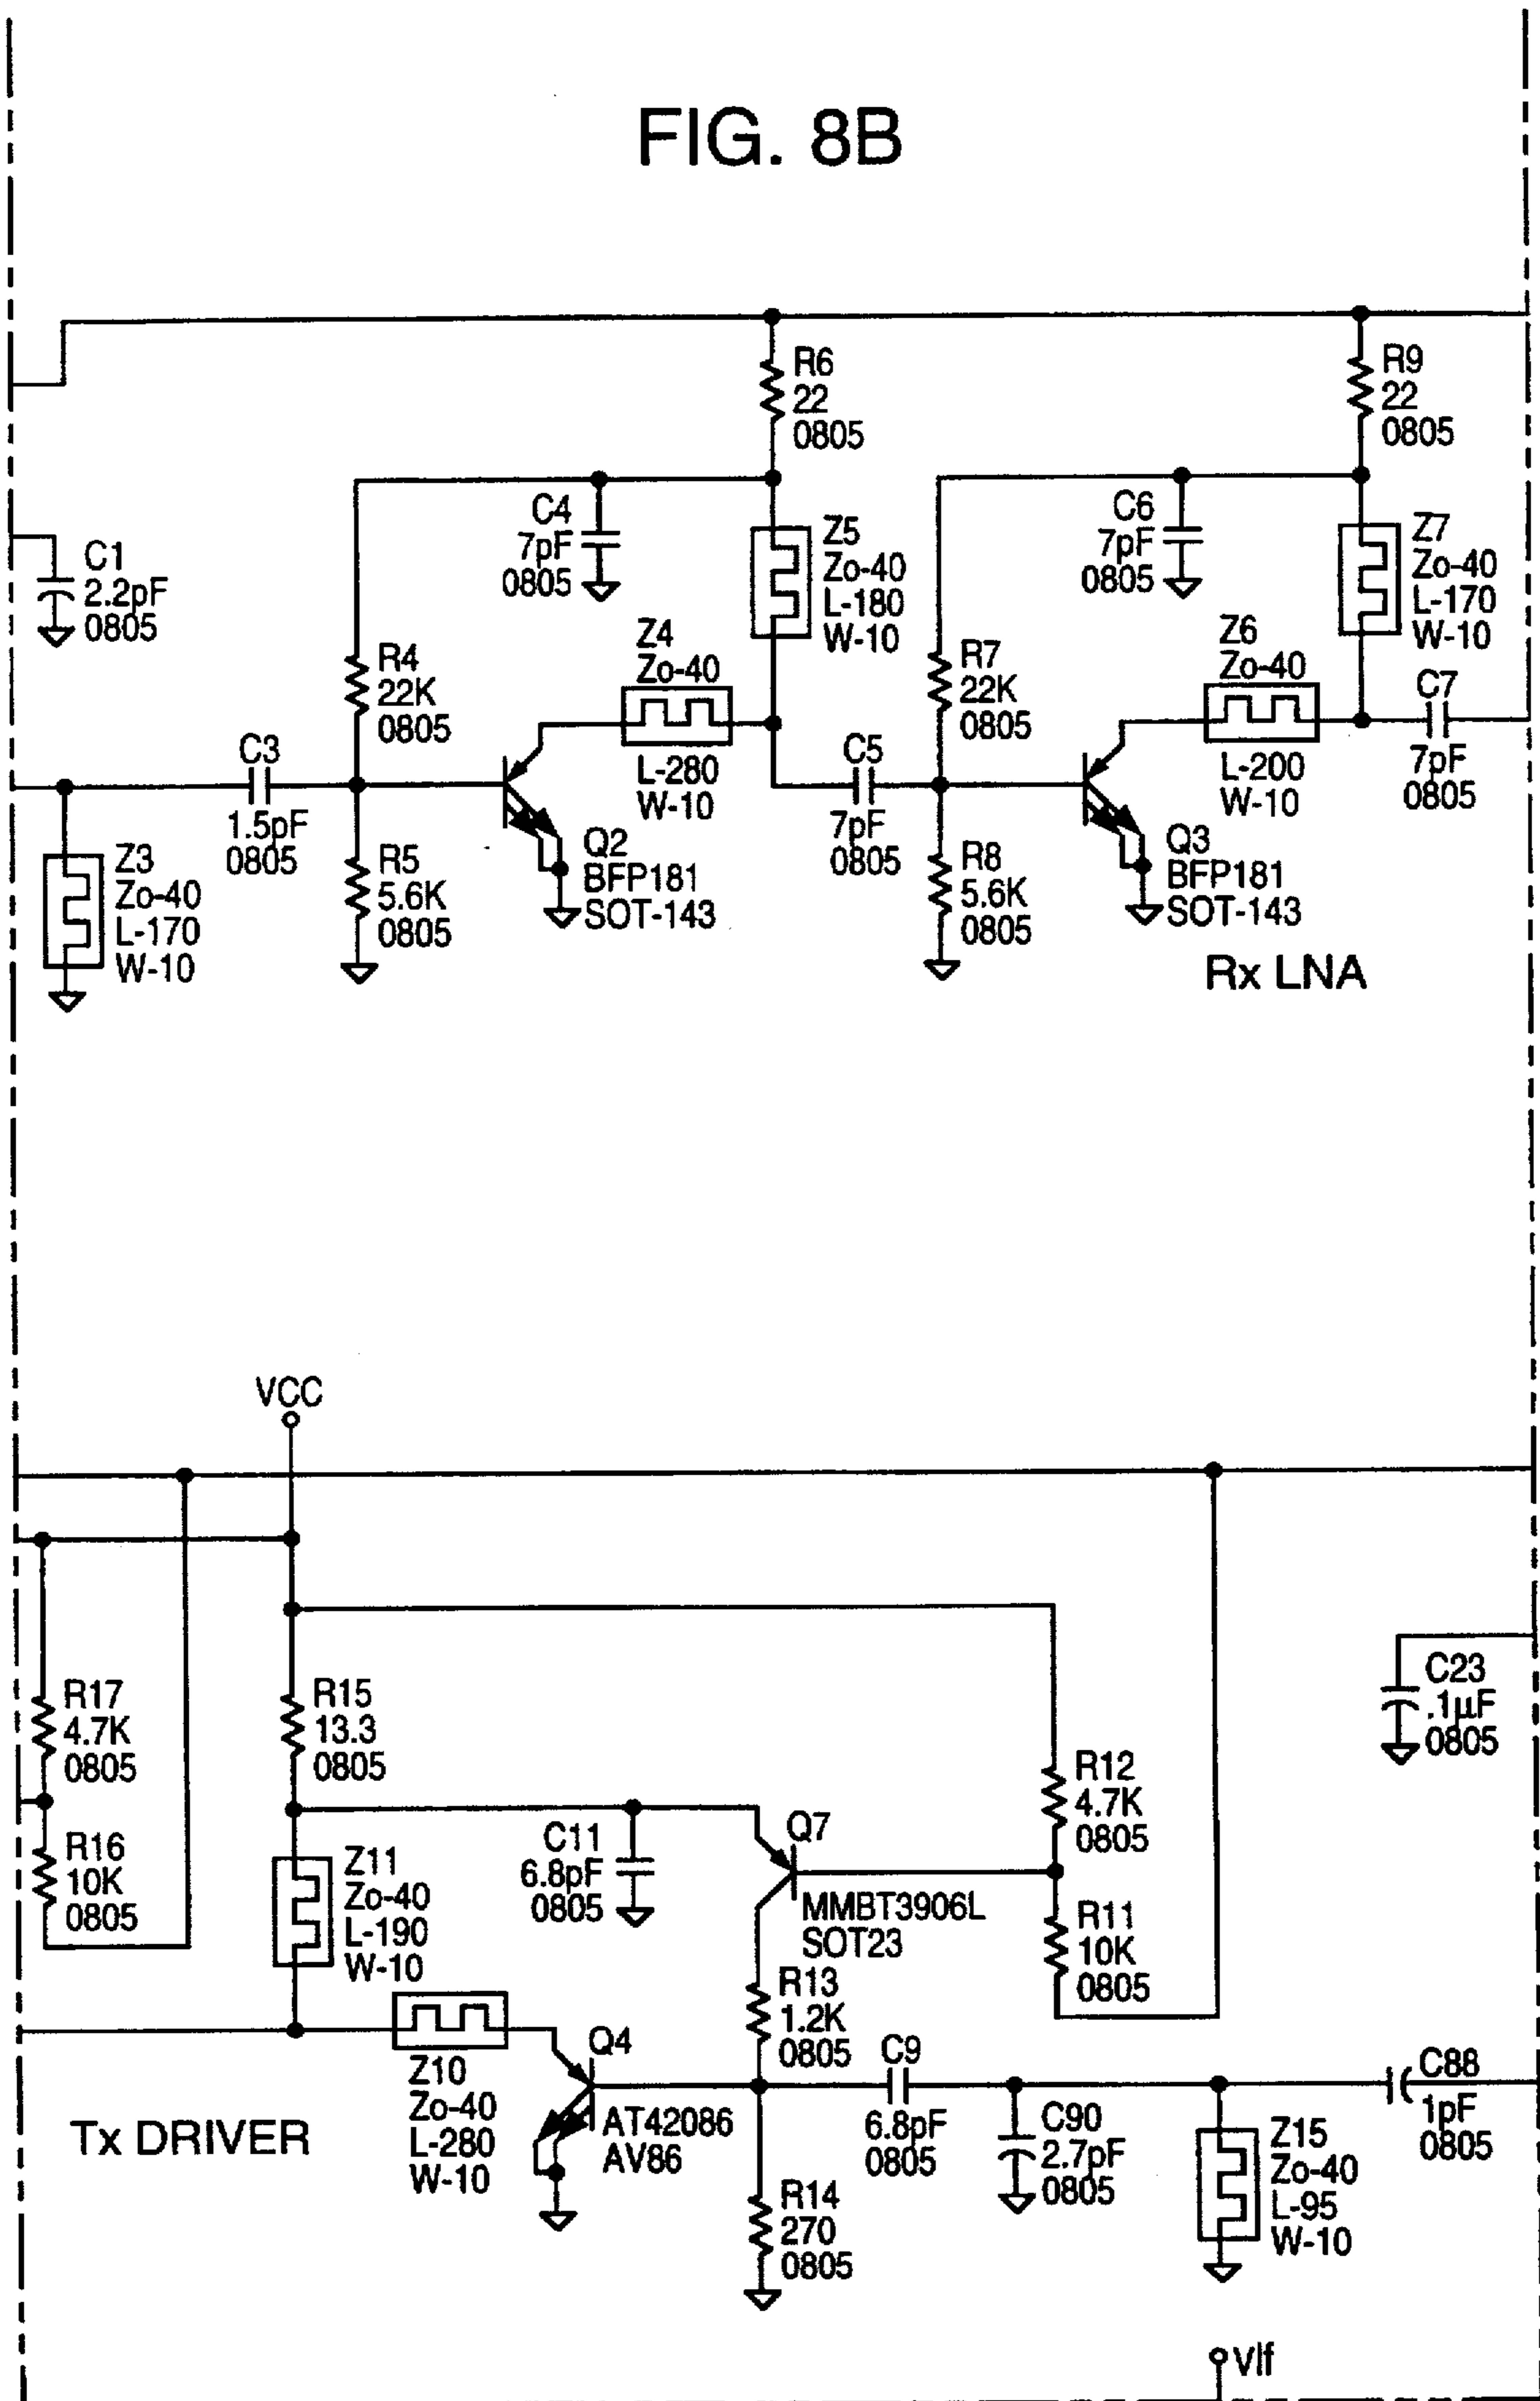 FIG. 8B
R6
22
0805
R9
22
0805
C1
2.2pF
0805
C4
7pF
0805
Z5
Zo-40
L-180
W-10
C6
7pF
0805
Z7
Zo-40
L-170
W-10
R4
22K
0805
Z4
Zo-40
L-280
W-10
R7
22K
0805
Z6
Zo-40
L-200
W-10
C7
7pF
0805
C3
1.5pF
0805
C5
7pF
0805
Z3
Zo-40
L-170
W-10
R5
5.6K
0805
Q2
BFP181
SOT-143
R8
5.6K
0805
Q3
BFP181
SOT-143
Rx LNA
VCC
R17
4.7K
0805
R15
13.3
0805
C23
.1µF
0805
R12
4.7K
0805
R16
10K
0805
Z11
Zo-40
L-190
W-10
C11
6.8pF
0805
Q7
MMBT3906L
SOT23
R11
10K
0805
R13
1.2K
0805
Z10
Zo-40
L-280
W-10
Q4
AT42086
AV86
C9
6.8pF
0805
C90
2.7pF
0805
C88
1pF
0805
Tx DRIVER
R14
270
0805
Z15
Zo-40
L-95
W-10
Vlf